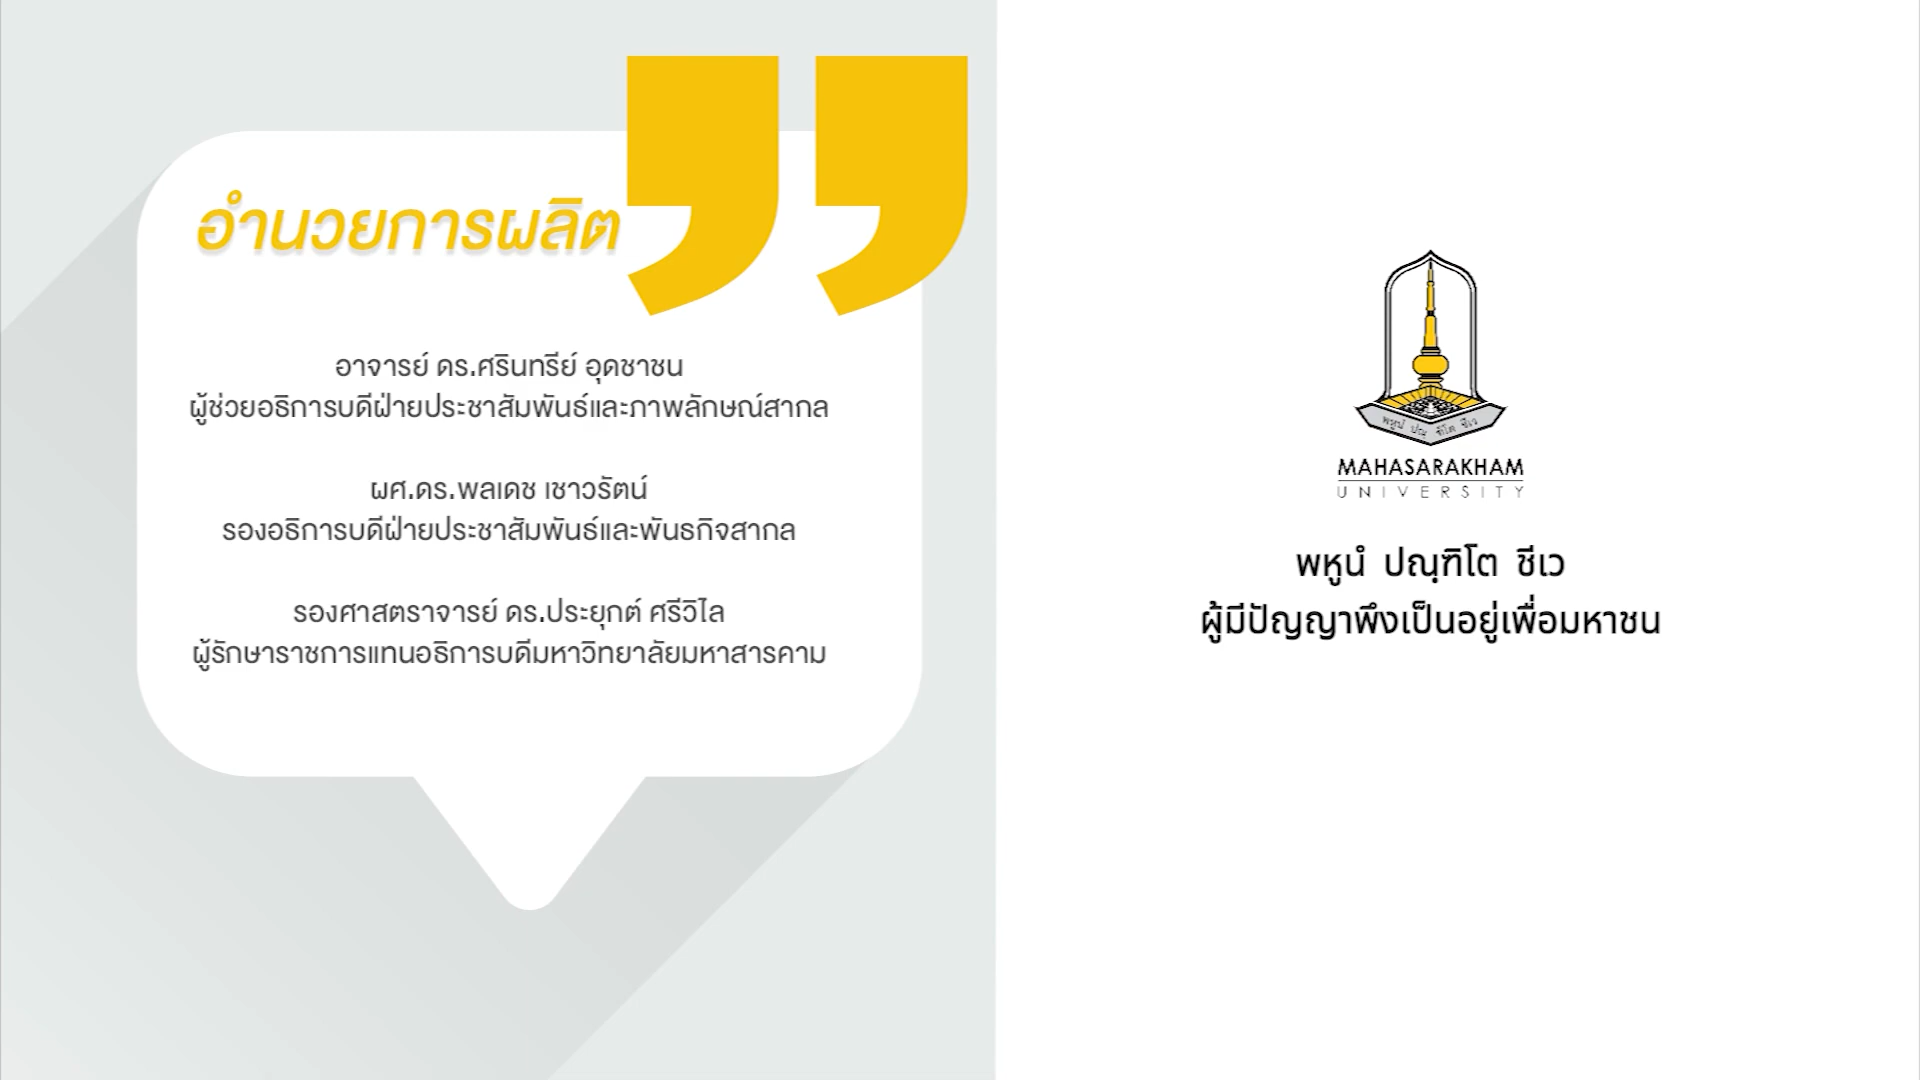 อำนวยการผลิต
อาจารย์ ดร.ศรินทรีย์ อุดชาชน
ผู้ช่วยอธิการบดีฝ่ายประชาสัมพันธ์และภาพลักษณ์สากล
ผศ.ดร.พลเดช เชาวรัตน์
รองอธิการบดีฝ่ายประชาสัมพันธ์และพันธกิจสากล
รองศาสตราจารย์ ดร.ประยุกต์ ศรีวิไล
ผู้รักษาราชการแทนอธิการบดีมหาวิทยาลัยมหาสารคาม
พหูนํ ปณฺ ฑิโต ชีเว
MAHASARAKHAM
UNIVERSITY
พหูนํ ปณฺฑิโต ชีเว
ผู้มีปัญญาพึงเป็นอยู่เพื่อมหาชน